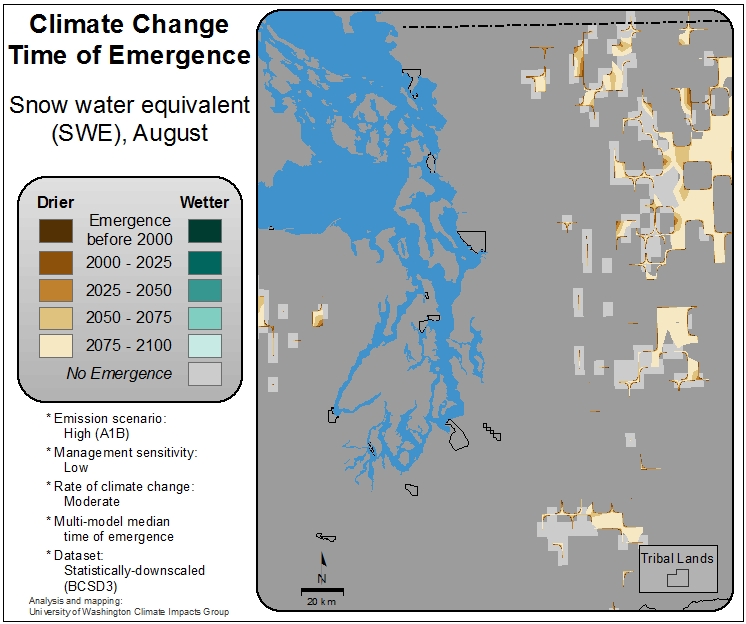 Climate Change
Time of Emergence
Snow water equivalent
(SWE), August
Drier
Wetter
Emergence
before 2000
2000 - 2025
2025 - 2050
2050 - 2075
2075 - 2100
No Emergence
* Emission scenario:
High (A1B)
* Management sensitivity:
Low
* Rate of climate change:
Moderate
* Multi-model median
time of emergence
* Dataset:
Statistically-downscaled
(BCSD3)
Analysis and mapping:
University of Washington Climate Impacts Group
N
20 km
Tribal Lands